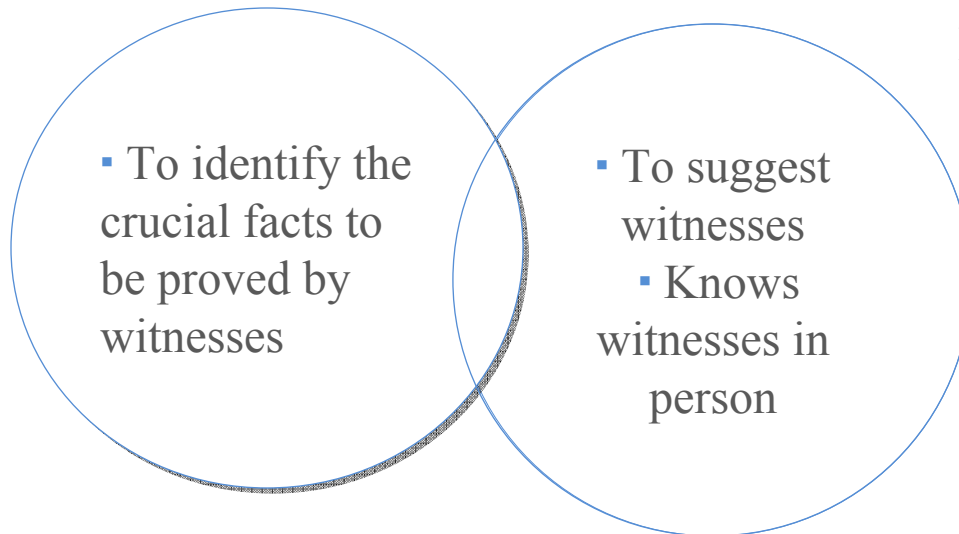 ▪ To identify the
crucial facts to
be proved by
witnesses
▪ To suggest
witnesses
▪ Knows
witnesses in
person